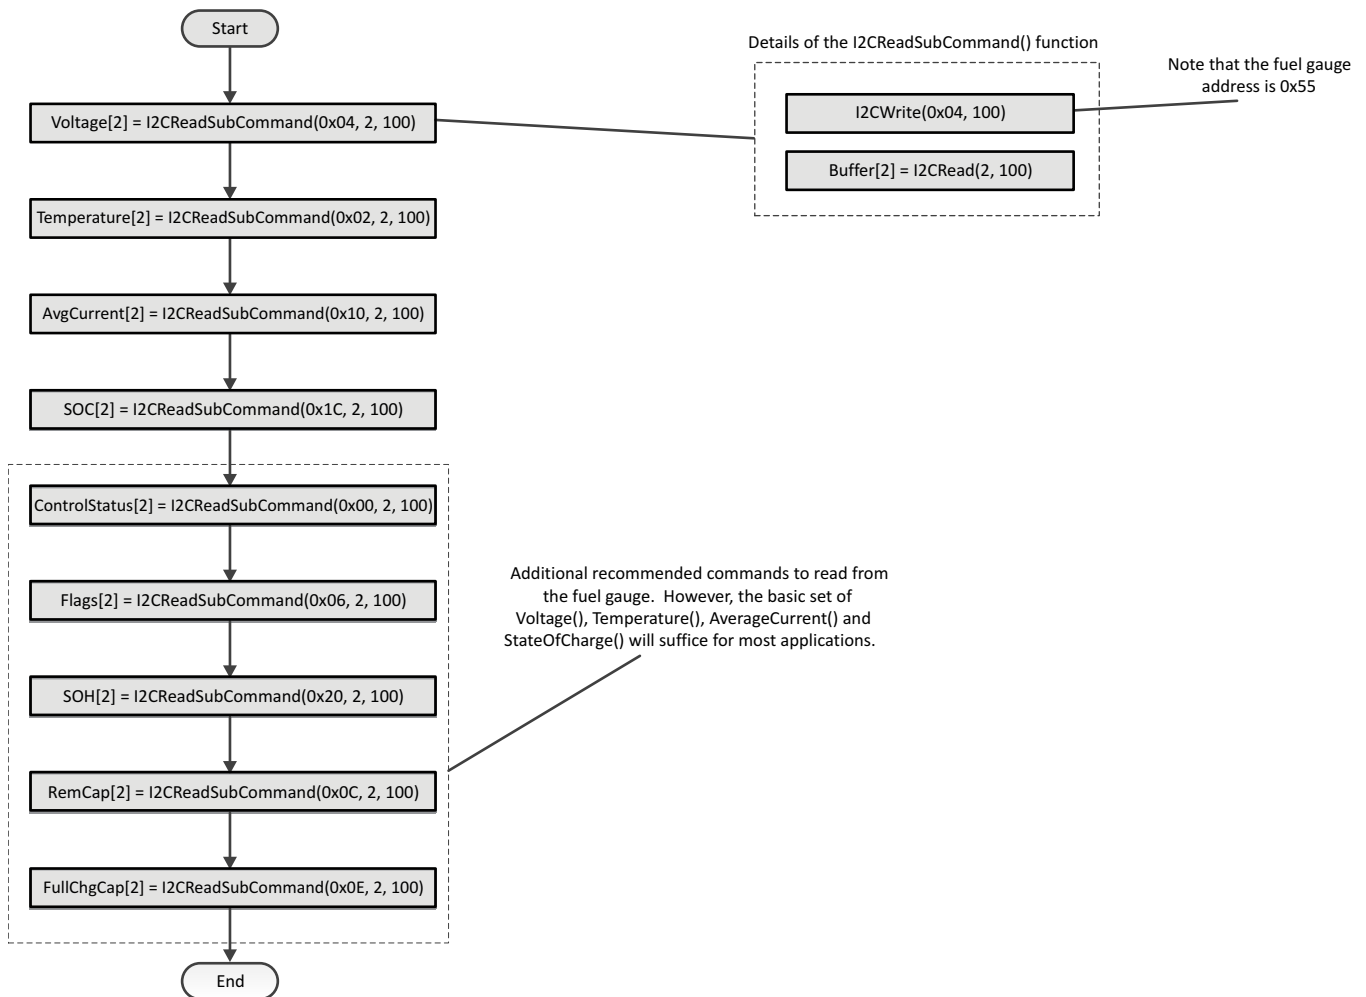 Start
Details of the I2CReadSubCommand() function
Note that the fuel gauge
address is 0x55
Voltage[2] = I2CReadSubCommand(0x04, 2, 100)
I2CWrite(0x04, 100)
Buffer[2] = I2CRead(2, 100)
Temperature[2] = I2CReadSubCommand(0x02, 2, 100)
AvgCurrent[2] = I2CReadSubCommand(0x10, 2, 100)
SOC[2] = I2CReadSubCommand(0x1C, 2, 100)
ControlStatus[2] = I2CReadSubCommand(0x00, 2, 100)
Flags[2] = I2CReadSubCommand(0x06, 2, 100)
Additional recommended commands to read from
the fuel gauge.  However, the basic set of
Voltage(), Temperature(), AverageCurrent() and
StateOfCharge() will suffice for most applications.
SOH[2] = I2CReadSubCommand(0x20, 2, 100)
RemCap[2] = I2CReadSubCommand(0x0C, 2, 100)
FullChgCap[2] = I2CReadSubCommand(0x0E, 2, 100)
End